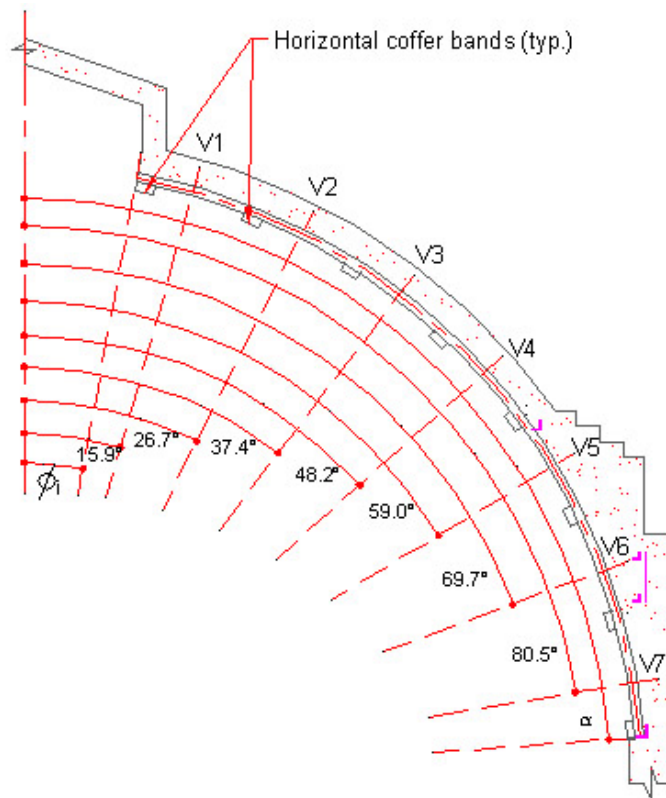 Horizontal coffer bands (typ.)
V1
V2
V3
V4
V5
V6
V7
15.9°
26.7°
37.4°
48.2°
59.0°
69.7°
80.5°
ϕi
α